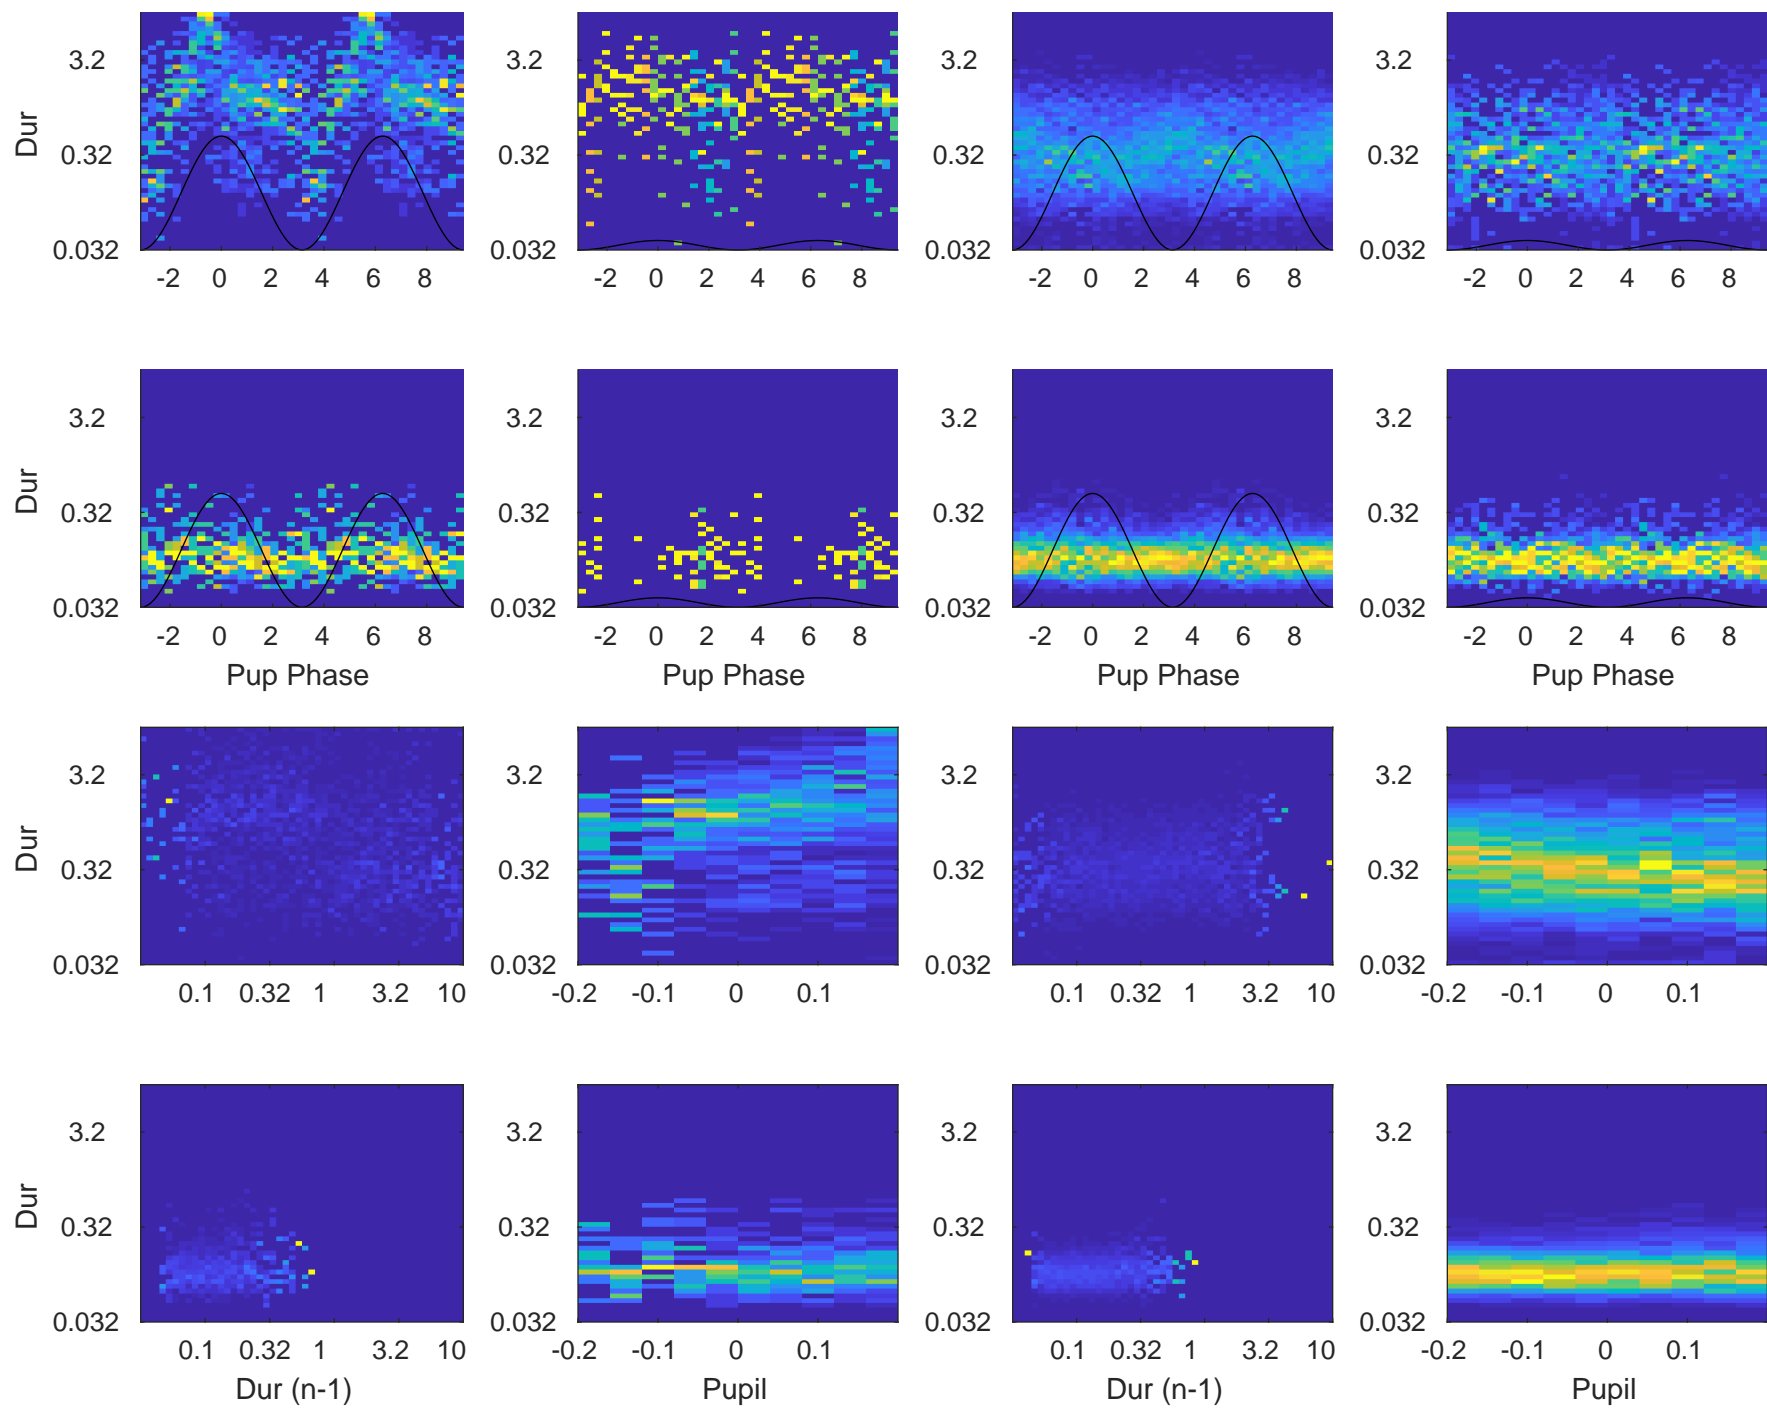 3.2 3.2 3.2 3.2
Dur
0.32 0.32 0.32 0.32
0.032 0.032 0.032 0.032
-2 0 2 4 6 8 -2 0 2 4 6 8 -2 0 2 4 6 8 -2 0 2 4 6 8
3.2 3.2 3.2 3.2
Dur
0.32 0.32 0.32 0.32
0.032 0.032 0.032 0.032
-2 0 2 4 6 8 -2 0 2 4 6 8 -2 0 2 4 6 8 -2 0 2 4 6 8
Pup Phase Pup Phase Pup Phase Pup Phase
3.2 3.2 3.2 3.2
Dur
0.32 0.32 0.32 0.32
0.032 0.032 0.032 0.032
0.1 0.32 1 3.2 10 -0.2 -0.1 0 0.1 0.1 0.32 1 3.2 10 -0.2 -0.1 0 0.1
3.2 3.2 3.2 3.2
Dur
0.32 0.32 0.32 0.32
0.032 0.032 0.032 0.032
0.1 0.32 1 3.2 10 -0.2 -0.1 0 0.1 0.1 0.32 1 3.2 10 -0.2 -0.1 0 0.1
Dur (n-1) Pupil Dur (n-1) Pupil